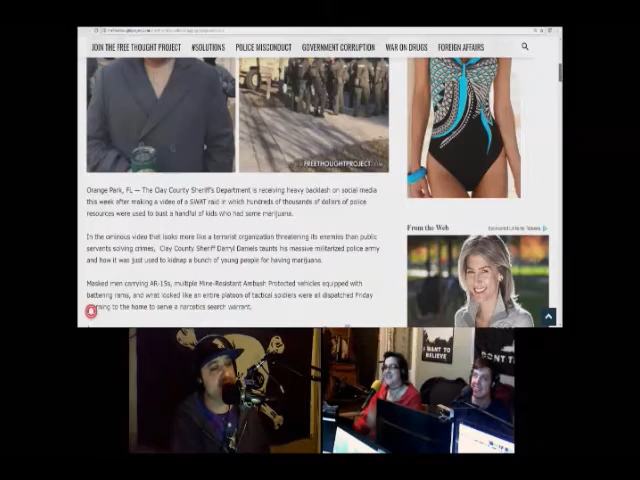 JOIN THE FREE THOUGHT PROJECT #SOLUTIONS POLICE MISCONDUCT GOVERNMENT CORRUPTION WAR ON DRUGS FOREIGN AFFAIRS
FREETHOUGHTPROJECT.COM
Orange Park, FL — The Clay County Sheriff's Department is receiving heavy backlash on social media
this week after making a video of a SWAT raid in which hundreds of thousands of dollars of police
resources were used to bust a handful of kids who had some marijuana.
In the ominous video that looks more like a terrorist organization threatening its enemies than public
servants solving crimes, Clay County Sheriff Darryl Daniels taunts his massive militarized police army
and how it was just used to kidnap a bunch of young people for having marijuana.
Masked men carrying AR-15s, multiple Mine-Resistant Ambush Protected vehicles equipped with
battering rams, and what looked like an entire platoon of tactical soldiers were all dispatched Friday
to the home to serve a narcotics search warrant.
From the Web
I WANT TO
BELIEVE
DON'T